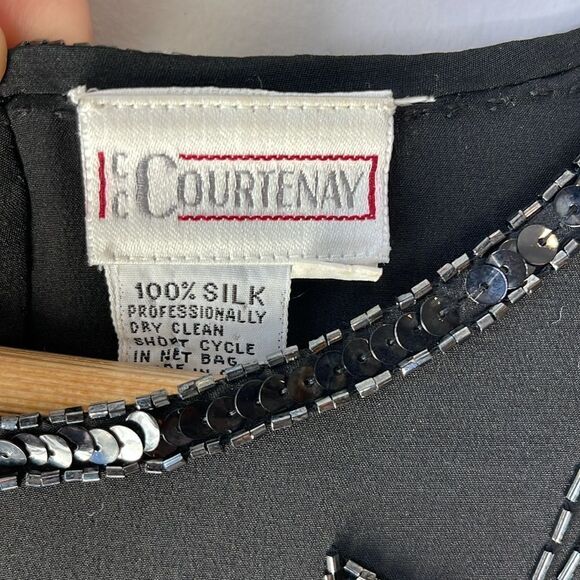 CC COURTENAY
100% SILK
PROFESSIONALLY
DRY CLEAN
SHORT CYCLE
IN NET BAG